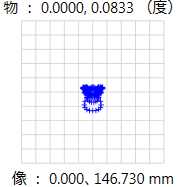 物 : 0.0000, 0.0833 （度）
像 : 0.000、146.730 mm